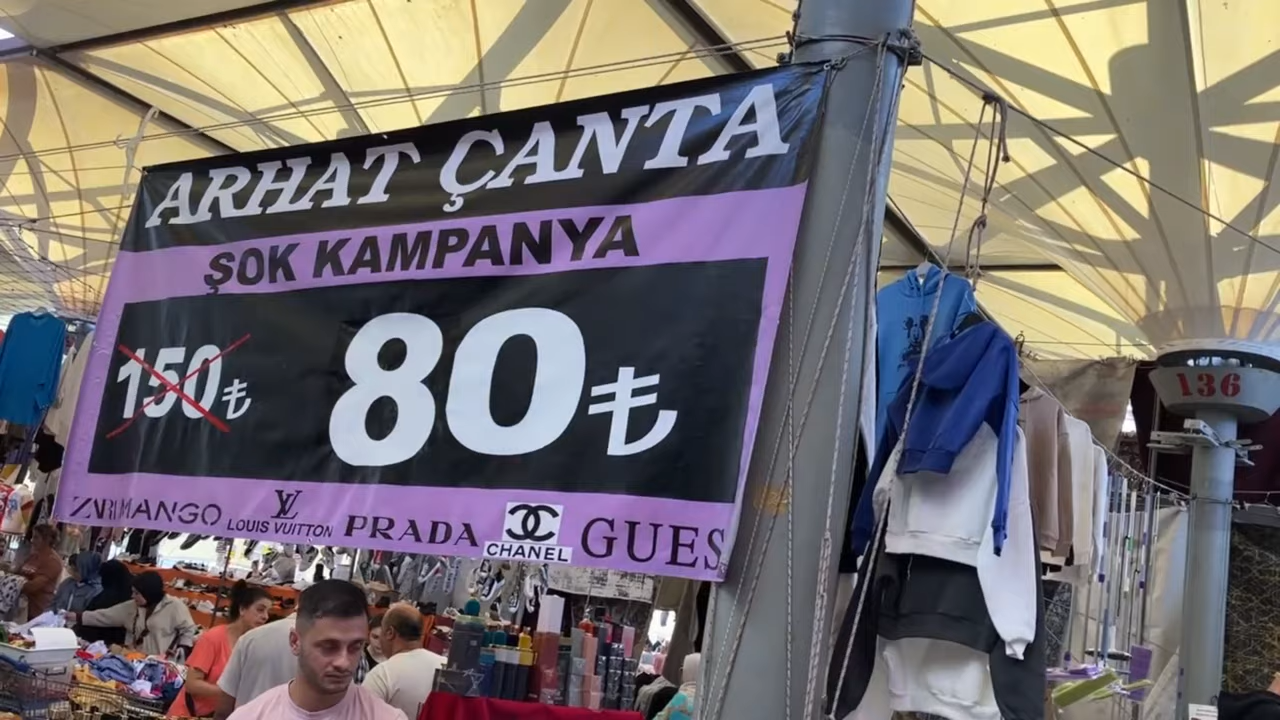 ARHAT ÇANTA
ŞOK KAMPANYA
150₺ 80₺
ZARA MANGO LV LOUIS VUITTON PRADA CHANEL GUES
136